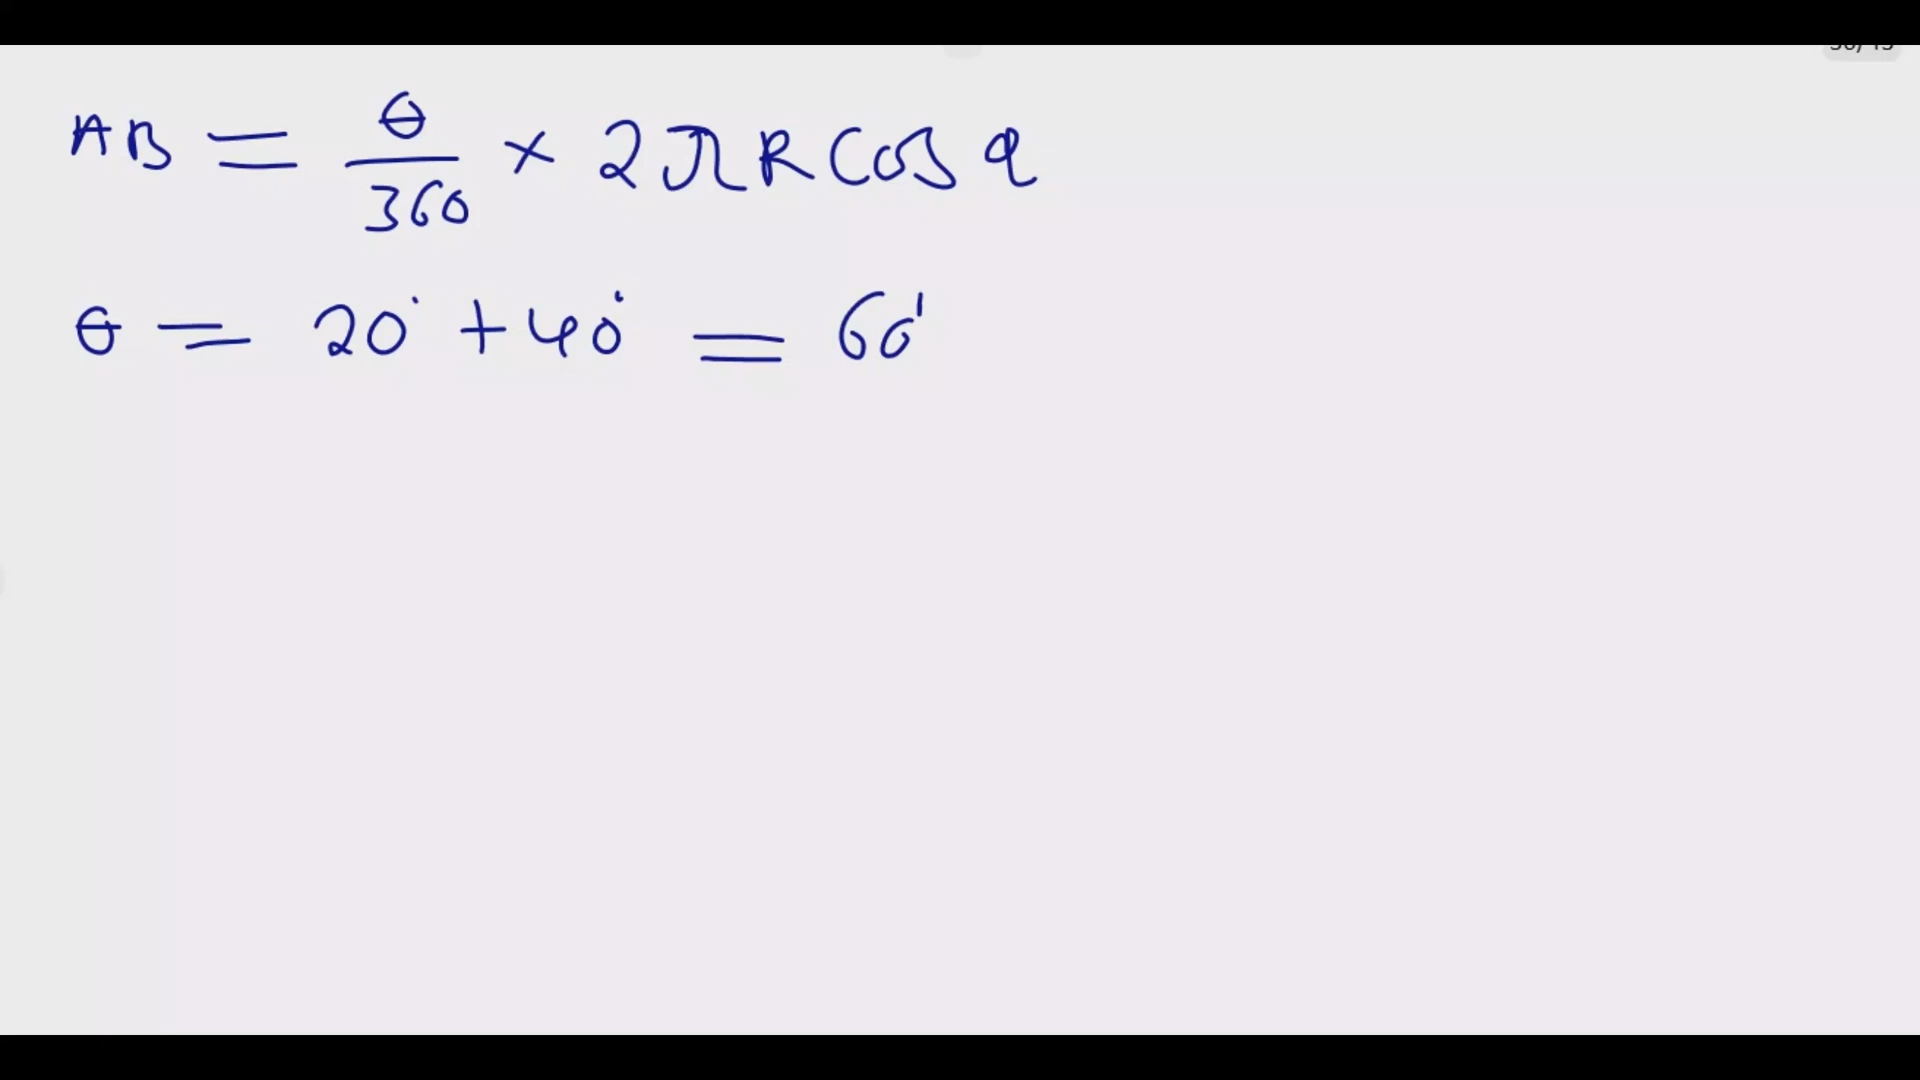 AB = θ/360 × 2πR Cos α
θ = 20° + 40° = 60°